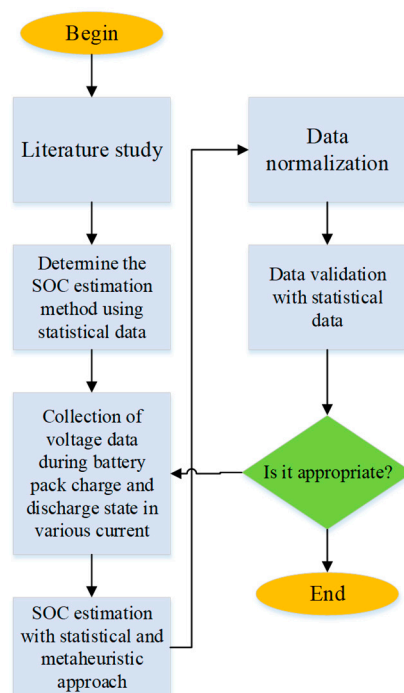 Begin
Literature study
Determine the
SOC estimation
method using
statistical data
Collection of
voltage data
during battery
pack charge and
discharge state in
various current
SOC estimation
with statistical and
metaheuristic
approach
Data
normalization
Data validation
with statistical
data
Is it appropriate?
End